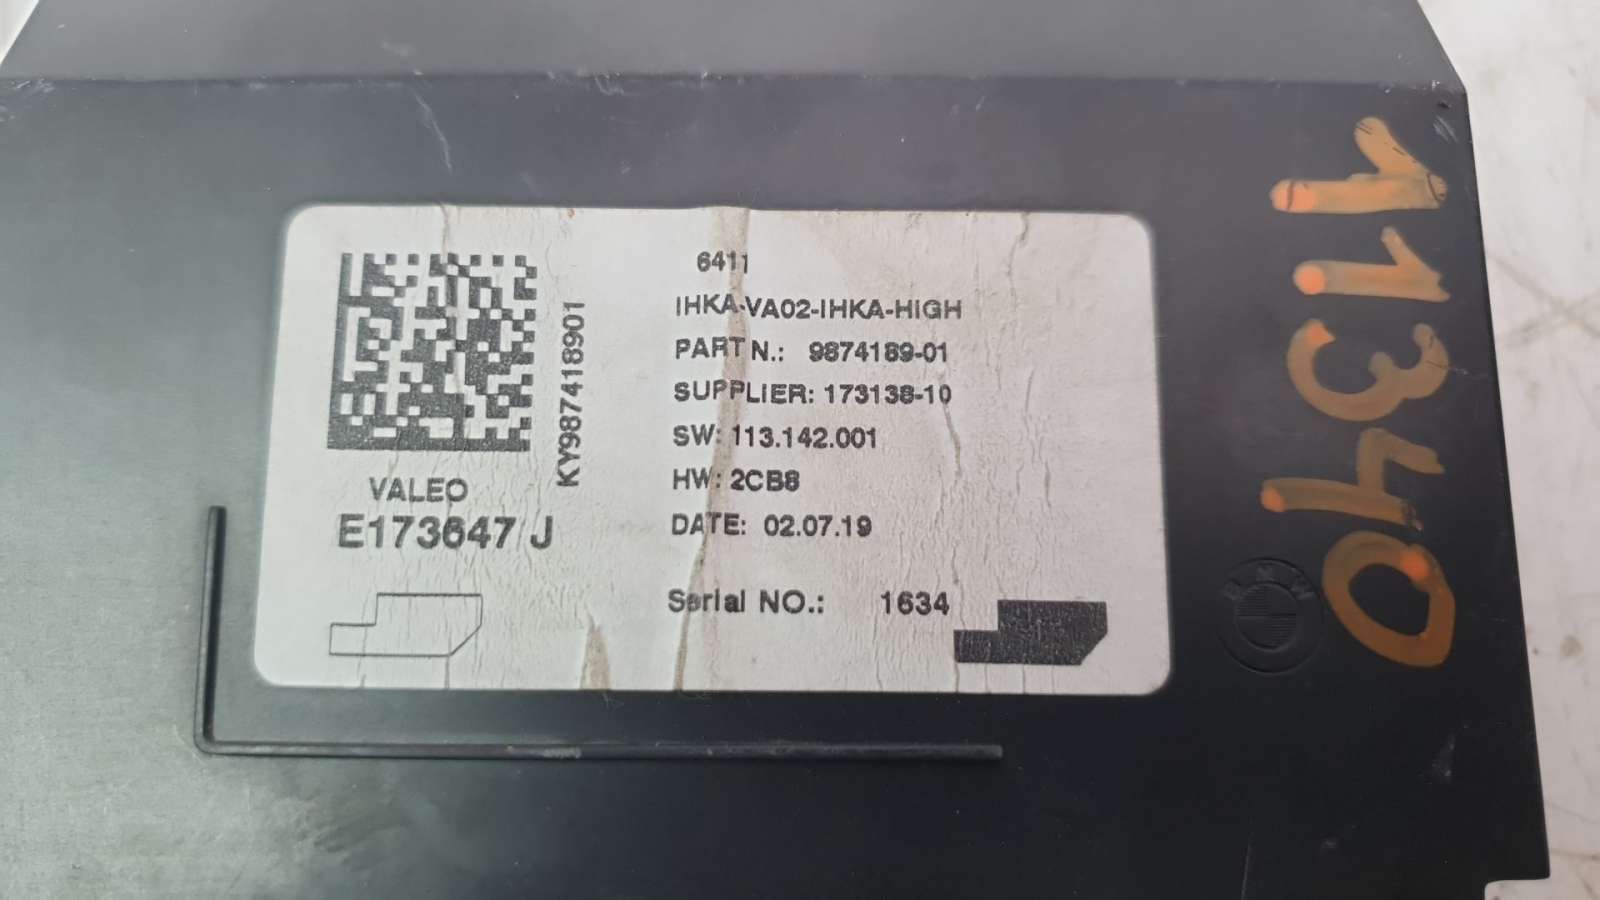 6411
IHKA-VA02-IHKA-HIGH
PART N.: 9874189-01
SUPPLIER: 173138-10
SW: 113.142.001
HW: 2CB8
DATE: 02.07.19
Serial NO.: 1634
KY987418901
VALEO
E173647 J
11340
BMW